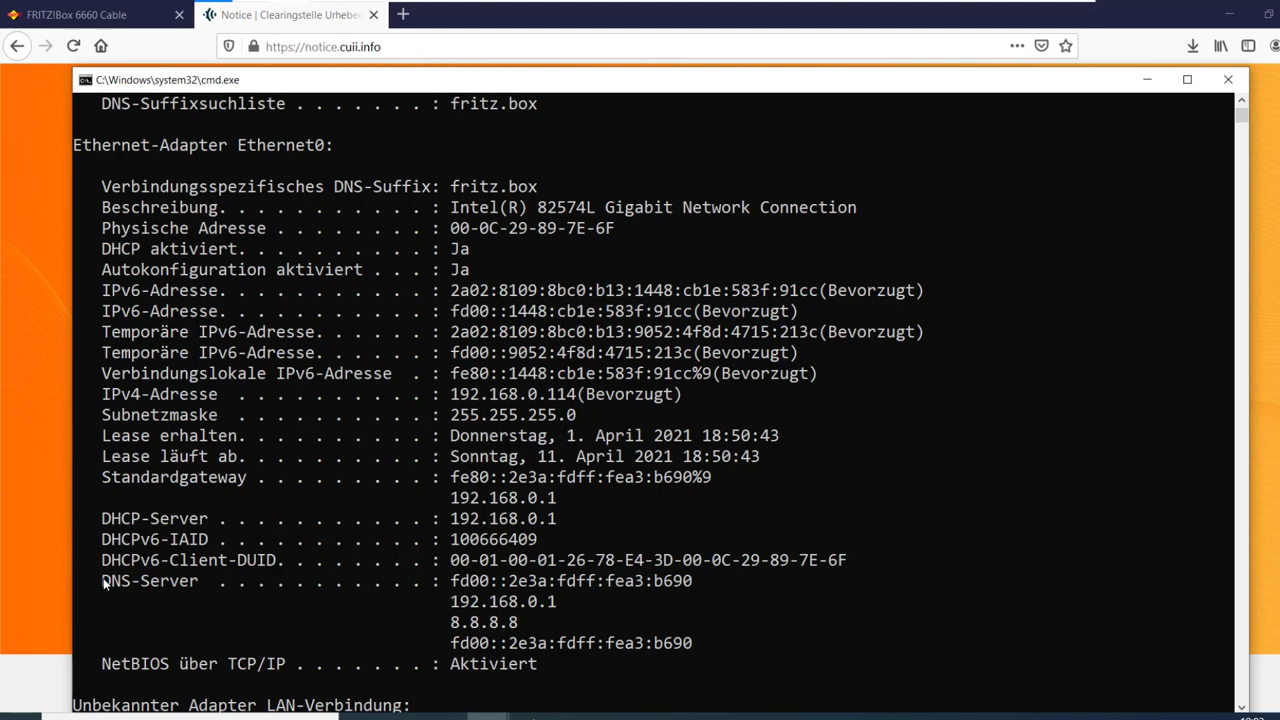 FRITZ!Box 6660 Cable
Notice | Clearingstelle Urhebe
https://notice.cuii.info
C:\Windows\system32\cmd.exe
DNS-Suffixsuchliste . . . . . . . : fritz.box
Ethernet-Adapter Ethernet0:
Verbindungsspezifisches DNS-Suffix: fritz.box
Beschreibung. . . . . . . . . . . : Intel(R) 82574L Gigabit Network Connection
Physische Adresse . . . . . . . . : 00-0C-29-89-7E-6F
DHCP aktiviert. . . . . . . . . . : Ja
Autokonfiguration aktiviert . . . : Ja
IPv6-Adresse. . . . . . . . . . . : 2a02:8109:8bc0:b13:1448:cb1e:583f:91cc(Bevorzugt)
IPv6-Adresse. . . . . . . . . . . : fd00::1448:cb1e:583f:91cc(Bevorzugt)
Temporäre IPv6-Adresse. . . . . . : 2a02:8109:8bc0:b13:9052:4f8d:4715:213c(Bevorzugt)
Temporäre IPv6-Adresse. . . . . . : fd00::9052:4f8d:4715:213c(Bevorzugt)
Verbindungslokale IPv6-Adresse  . : fe80::1448:cb1e:583f:91cc%9(Bevorzugt)
IPv4-Adresse  . . . . . . . . . . : 192.168.0.114(Bevorzugt)
Subnetzmaske  . . . . . . . . . . : 255.255.255.0
Lease erhalten. . . . . . . . . . : Donnerstag, 1. April 2021 18:50:43
Lease läuft ab. . . . . . . . . . : Sonntag, 11. April 2021 18:50:43
Standardgateway . . . . . . . . . : fe80::2e3a:fdff:fea3:b690%9
192.168.0.1
DHCP-Server . . . . . . . . . . . : 192.168.0.1
DHCPv6-IAID . . . . . . . . . . . : 100666409
DHCPv6-Client-DUID. . . . . . . . : 00-01-00-01-26-78-E4-3D-00-0C-29-89-7E-6F
DNS-Server  . . . . . . . . . . . : fd00::2e3a:fdff:fea3:b690
192.168.0.1
8.8.8.8
fd00::2e3a:fdff:fea3:b690
NetBIOS über TCP/IP . . . . . . . : Aktiviert
Unbekannter Adapter LAN-Verbindung: